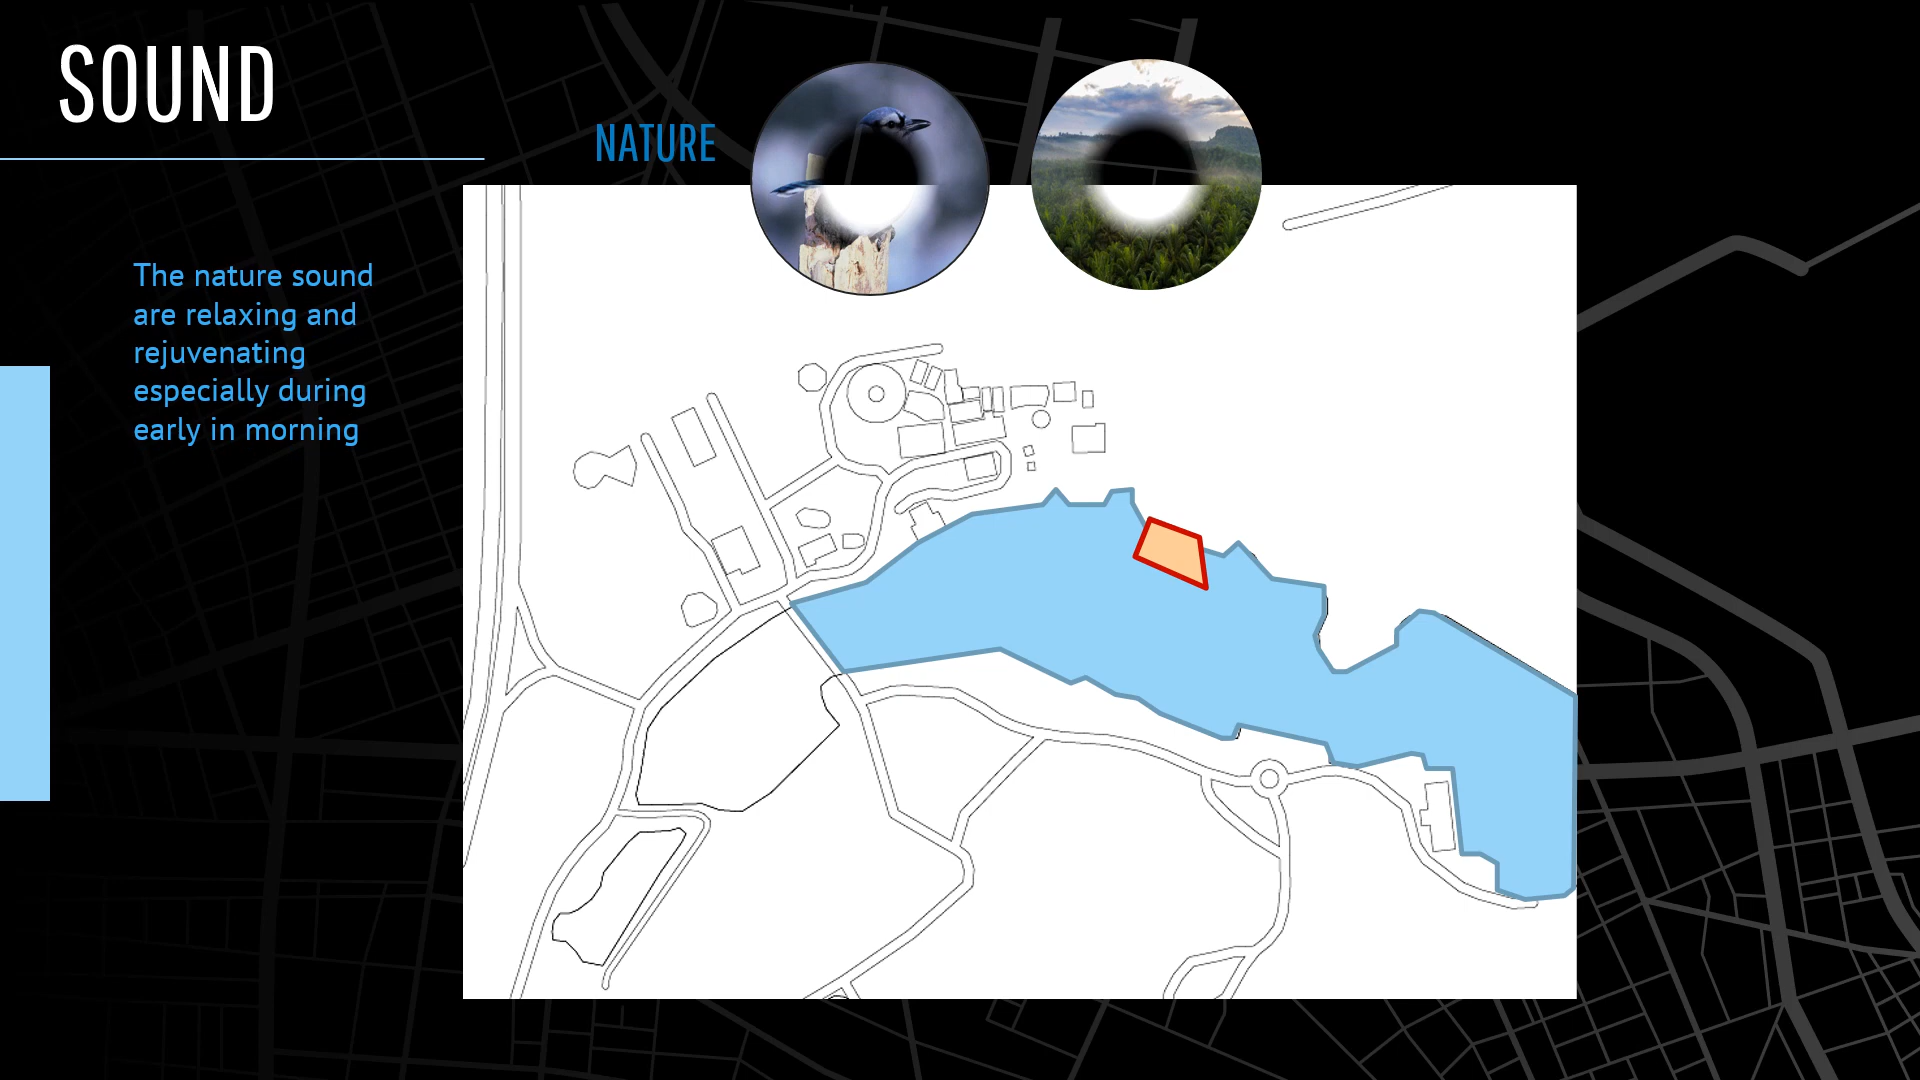 SOUND
NATURE
The nature sound
are relaxing and
rejuvenating
especially during
early in morning